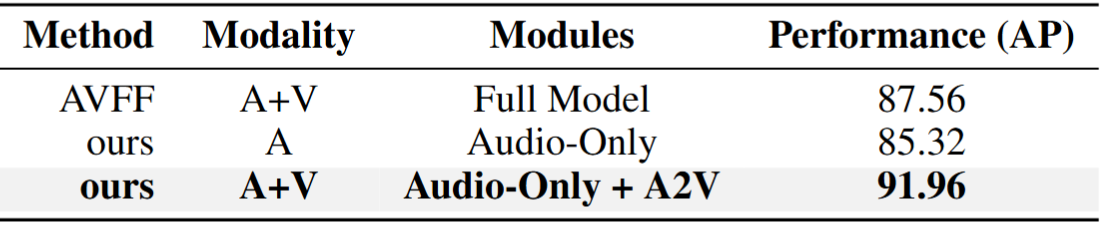 Method Modality Modules Performance (AP)
AVFF A+V Full Model 87.56
ours A Audio-Only 85.32
ours A+V Audio-Only + A2V 91.96